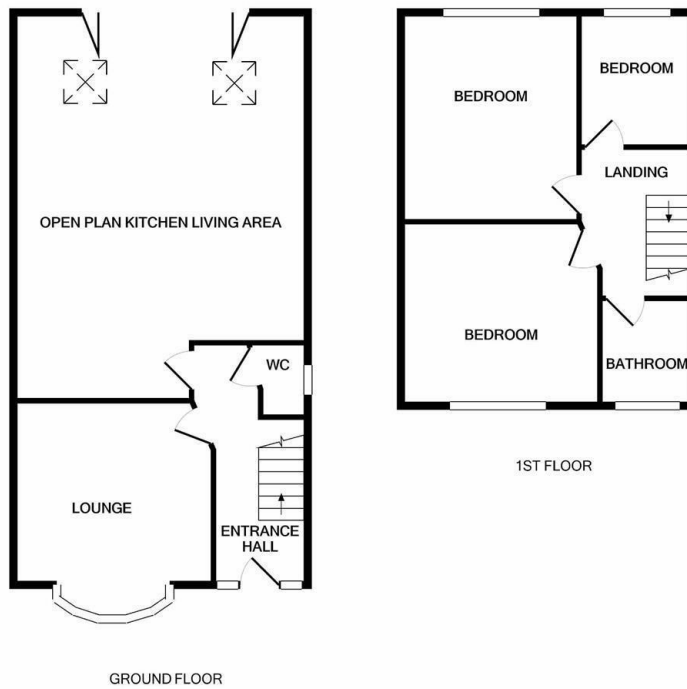 OPEN PLAN KITCHEN LIVING AREA
WC
LOUNGE
ENTRANCE
HALL
GROUND FLOOR
BEDROOM
BEDROOM
LANDING
BEDROOM
BATHROOM
1ST FLOOR